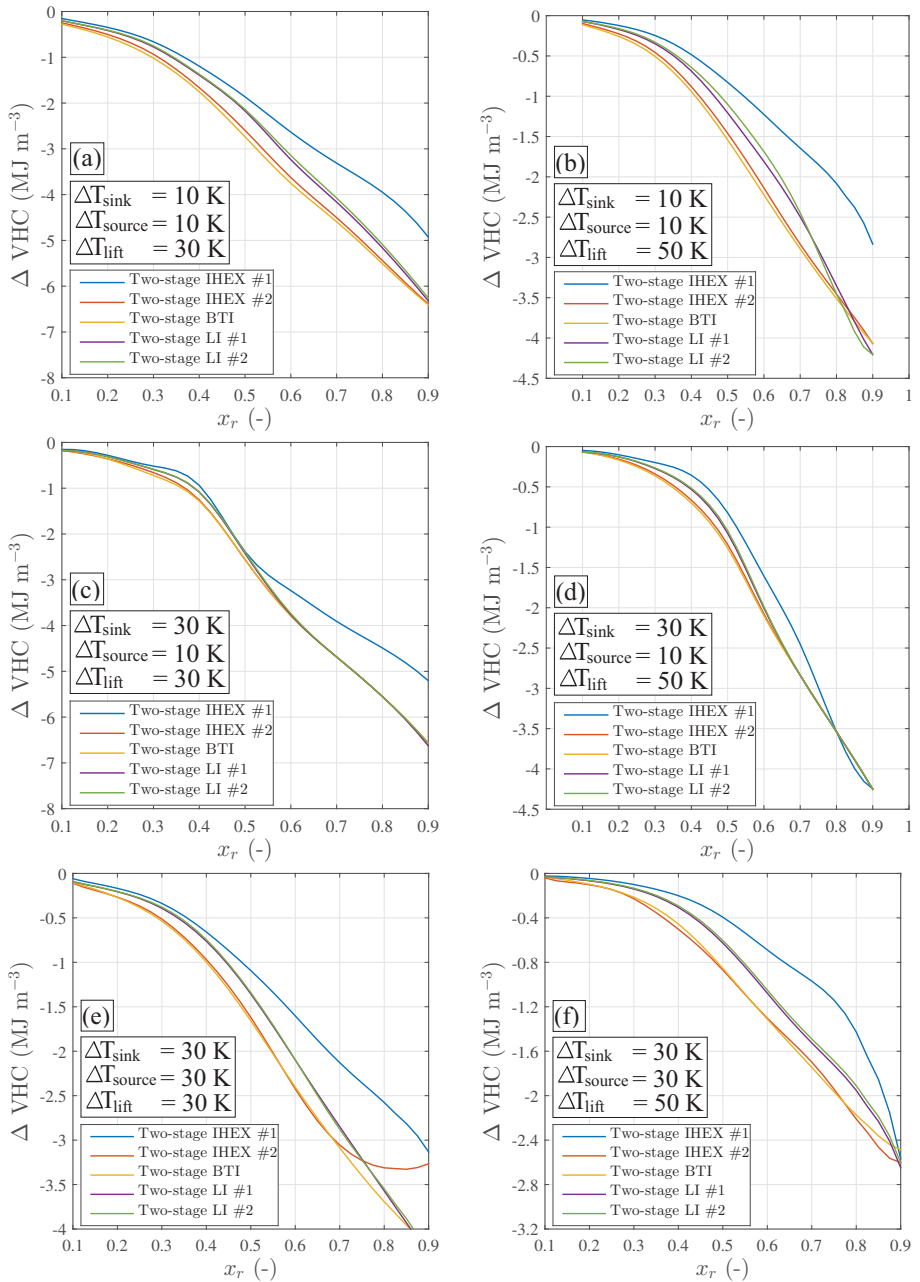 0
-1
-2
-3
-4
-5
-6
-7
-8
Δ VHC (MJ m⁻³)
(a)
ΔT_sink = 10 K
ΔT_source = 10 K
ΔT_lift = 30 K
Two-stage IHEX #1
Two-stage IHEX #2
Two-stage BTI
Two-stage LI #1
Two-stage LI #2
0.1 0.2 0.3 0.4 0.5 0.6 0.7 0.8 0.9
x_r (-)
0
-0.5
-1
-1.5
-2
-2.5
-3
-3.5
-4
-4.5
Δ VHC (MJ m⁻³)
(b)
ΔT_sink = 10 K
ΔT_source = 10 K
ΔT_lift = 50 K
Two-stage IHEX #1
Two-stage IHEX #2
Two-stage BTI
Two-stage LI #1
Two-stage LI #2
0 0.1 0.2 0.3 0.4 0.5 0.6 0.7 0.8 0.9 1
x_r (-)
0
-1
-2
-3
-4
-5
-6
-7
-8
Δ VHC (MJ m⁻³)
(c)
ΔT_sink = 30 K
ΔT_source = 10 K
ΔT_lift = 30 K
Two-stage IHEX #1
Two-stage IHEX #2
Two-stage BTI
Two-stage LI #1
Two-stage LI #2
0.1 0.2 0.3 0.4 0.5 0.6 0.7 0.8 0.9
x_r (-)
0
-0.5
-1
-1.5
-2
-2.5
-3
-3.5
-4
-4.5
Δ VHC (MJ m⁻³)
(d)
ΔT_sink = 30 K
ΔT_source = 10 K
ΔT_lift = 50 K
Two-stage IHEX #1
Two-stage IHEX #2
Two-stage BTI
Two-stage LI #1
Two-stage LI #2
0 0.1 0.2 0.3 0.4 0.5 0.6 0.7 0.8 0.9 1
x_r (-)
0
-0.5
-1
-1.5
-2
-2.5
-3
-3.5
-4
Δ VHC (MJ m⁻³)
(e)
ΔT_sink = 30 K
ΔT_source = 30 K
ΔT_lift = 30 K
Two-stage IHEX #1
Two-stage IHEX #2
Two-stage BTI
Two-stage LI #1
Two-stage LI #2
0.1 0.2 0.3 0.4 0.5 0.6 0.7 0.8 0.9
x_r (-)
0
-0.4
-0.8
-1.2
-1.6
-2.0
-2.4
-2.8
-3.2
Δ VHC (MJ m⁻³)
(f)
ΔT_sink = 30 K
ΔT_source = 30 K
ΔT_lift = 50 K
Two-stage IHEX #1
Two-stage IHEX #2
Two-stage BTI
Two-stage LI #1
Two-stage LI #2
0.1 0.2 0.3 0.4 0.5 0.6 0.7 0.8 0.9
x_r (-)